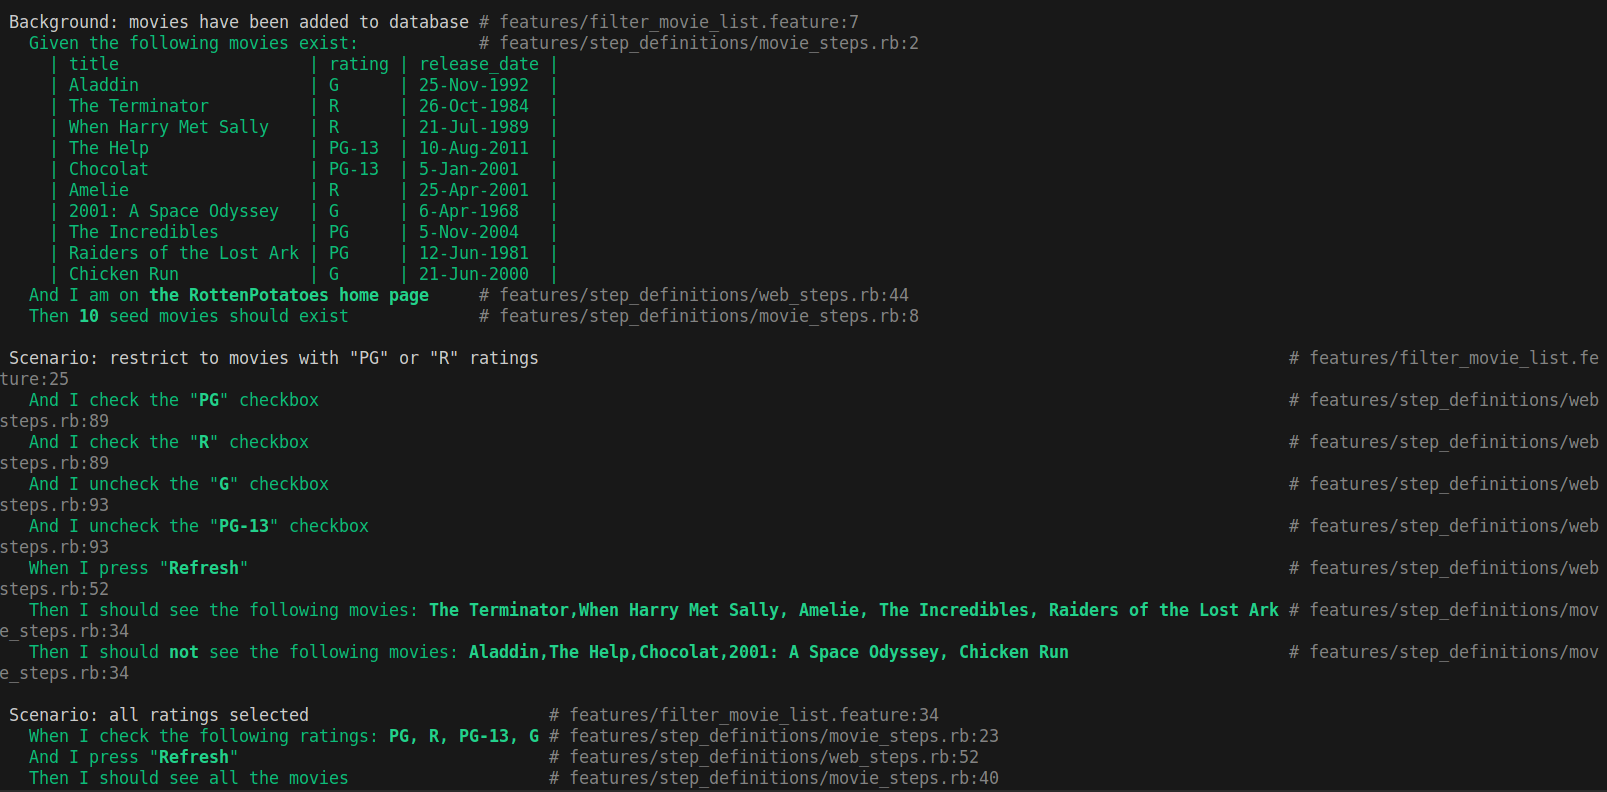 Background: movies have been added to database # features/filter_movie_list.feature:7
Given the following movies exist: # features/step_definitions/movie_steps.rb:2
| title | rating | release_date |
| Aladdin | G | 25-Nov-1992 |
| The Terminator | R | 26-Oct-1984 |
| When Harry Met Sally | R | 21-Jul-1989 |
| The Help | PG-13 | 10-Aug-2011 |
| Chocolat | PG-13 | 5-Jan-2001 |
| Amelie | R | 25-Apr-2001 |
| 2001: A Space Odyssey | G | 6-Apr-1968 |
| The Incredibles | PG | 5-Nov-2004 |
| Raiders of the Lost Ark | PG | 12-Jun-1981 |
| Chicken Run | G | 21-Jun-2000 |
And I am on the RottenPotatoes home page # features/step_definitions/web_steps.rb:44
Then 10 seed movies should exist # features/step_definitions/movie_steps.rb:8
Scenario: restrict to movies with "PG" or "R" ratings # features/filter_movie_list.fe
ture:25
And I check the "PG" checkbox # features/step_definitions/web
steps.rb:89
And I check the "R" checkbox # features/step_definitions/web
steps.rb:89
And I uncheck the "G" checkbox # features/step_definitions/web
steps.rb:93
And I uncheck the "PG-13" checkbox # features/step_definitions/web
steps.rb:93
When I press "Refresh" # features/step_definitions/web
steps.rb:52
Then I should see the following movies: The Terminator,When Harry Met Sally, Amelie, The Incredibles, Raiders of the Lost Ark # features/step_definitions/mov
e_steps.rb:34
Then I should not see the following movies: Aladdin,The Help,Chocolat,2001: A Space Odyssey, Chicken Run # features/step_definitions/mov
e_steps.rb:34
Scenario: all ratings selected # features/filter_movie_list.feature:34
When I check the following ratings: PG, R, PG-13, G # features/step_definitions/movie_steps.rb:23
And I press "Refresh" # features/step_definitions/web_steps.rb:52
Then I should see all the movies # features/step_definitions/movie_steps.rb:40